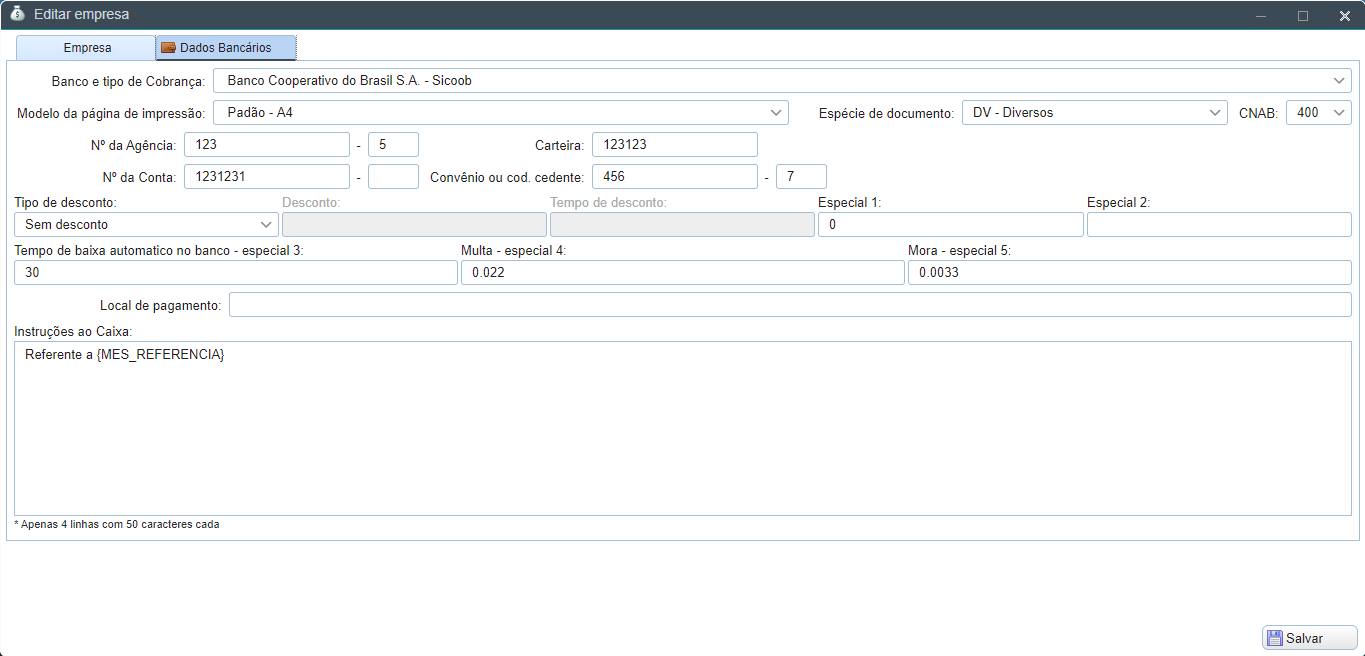 Editar empresa
Empresa Dados Bancários
Banco e tipo de Cobrança: Banco Cooperativo do Brasil S.A. - Sicoob
Modelo da página de impressão: Padão - A4 Espécie de documento: DV - Diversos CNAB: 400
Nº da Agência: 123 - 5 Carteira: 123123
Nº da Conta: 1231231 - Convênio ou cod. cedente: 456 - 7
Tipo de desconto: Desconto: Tempo de desconto: Especial 1: Especial 2:
Sem desconto 0
Tempo de baixa automatico no banco - especial 3: Multa - especial 4: Mora - especial 5:
30 0.022 0.0033
Local de pagamento:
Instruções ao Caixa:
Referente a {MES_REFERENCIA}
* Apenas 4 linhas com 50 caracteres cada
Salvar